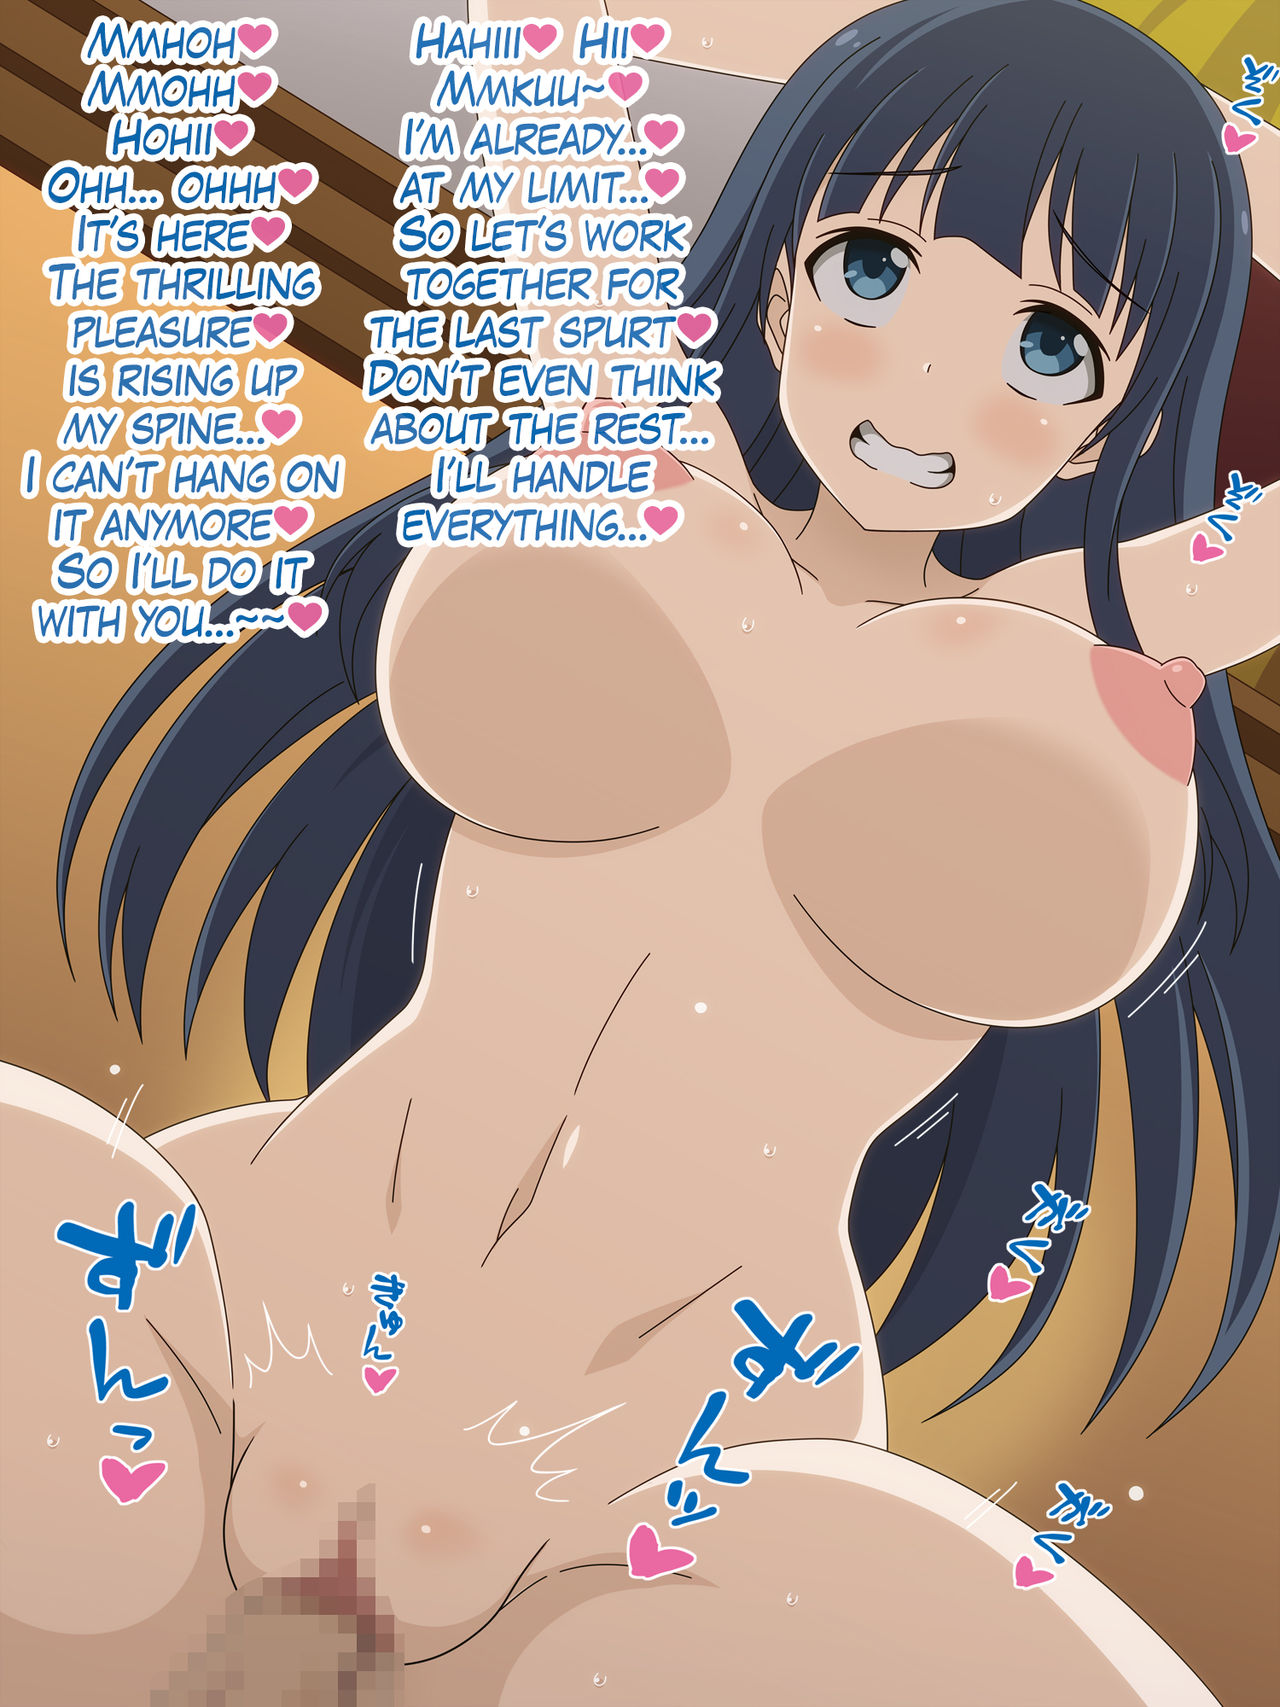 HAHIII♥ HII♥
MMKUU~♥
I'M ALREADY...♥
AT MY LIMIT...♥
SO LET'S WORK
TOGETHER FOR
THE LAST SPURT♥
DON'T EVEN THINK
ABOUT THE REST...
I'LL HANDLE
EVERYTHING...♥
MMHOH♥
MMOHH♥
HOHII♥
OHH... OHHH♥
IT'S HERE♥
THE THRILLING
PLEASURE♥
IS RISING UP
MY SPINE...♥
I CAN'T HANG ON
IT ANYMORE♥
SO I'LL DO IT
WITH YOU...~~♥
ずんっ♥
きゅん♥
ずんッ♥